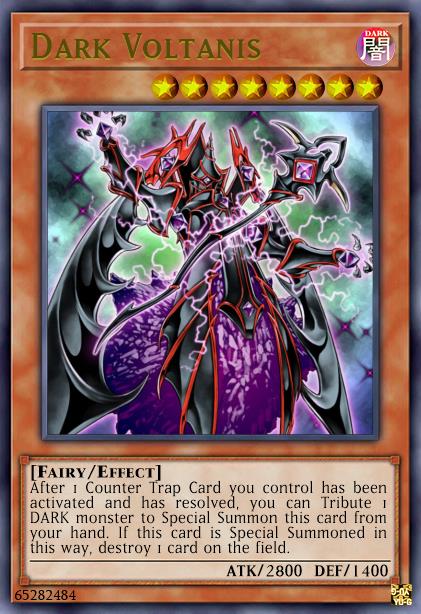 DARK VOLTANIS
DARK
闇
[FAIRY/EFFECT]
After 1 Counter Trap Card you control has been
activated and has resolved, you can Tribute 1
DARK monster to Special Summon this card from
your hand. If this card is Special Summoned in
this way, destroy 1 card on the field.
ATK/2800 DEF/1400
65282484